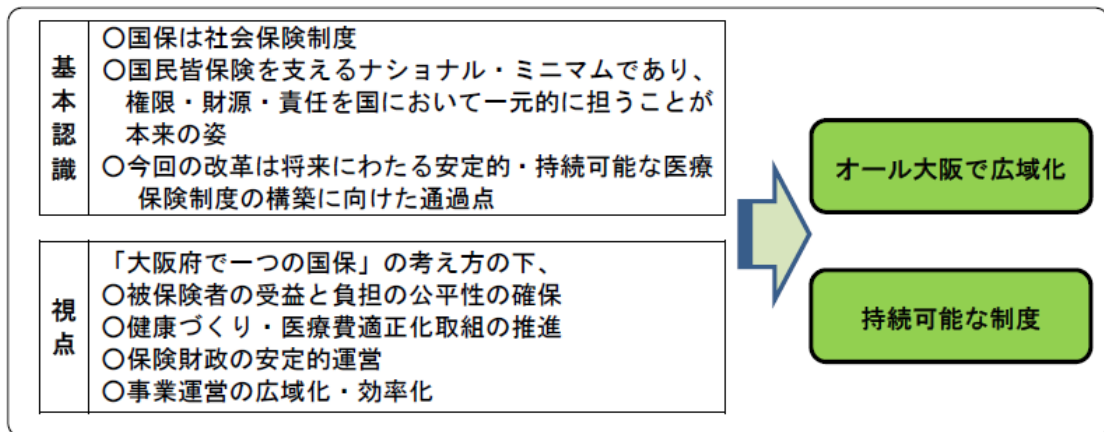 基本認識
〇国保は社会保険制度
〇国民皆保険を支えるナショナル・ミニマムであり、
権限・財源・責任を国において一元的に担うことが
本来の姿
〇今回の改革は将来にわたる安定的・持続可能な医療
保険制度の構築に向けた通過点
視点
「大阪府で一つの国保」の考え方の下、
〇被保険者の受益と負担の公平性の確保
〇健康づくり・医療費適正化取組の推進
〇保険財政の安定的運営
〇事業運営の広域化・効率化
オール大阪で広域化
持続可能な制度